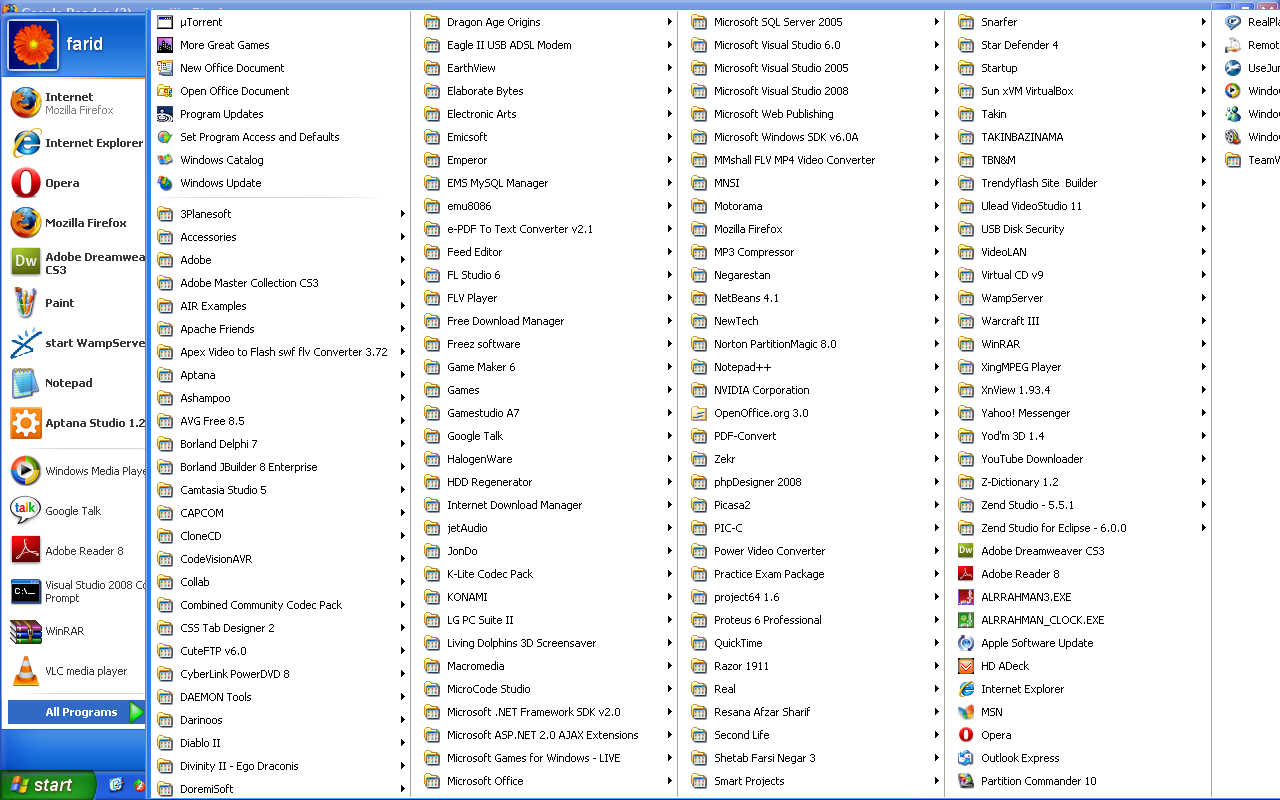 farid
Internet
Mozilla Firefox
Internet Explorer
Opera
Mozilla Firefox
Adobe Dreamwea
CS3
Paint
start WampServe
Notepad
Aptana Studio 1.2
Windows Media Playe
Google Talk
Adobe Reader 8
Visual Studio 2008 Co
Prompt
WinRAR
VLC media player
All Programs
start
µTorrent
More Great Games
New Office Document
Open Office Document
Program Updates
Set Program Access and Defaults
Windows Catalog
Windows Update
3Planesoft
Accessories
Adobe
Adobe Master Collection CS3
AIR Examples
Apache Friends
Apex Video to Flash swf flv Converter 3.72
Aptana
Ashampoo
AVG Free 8.5
Borland Delphi 7
Borland JBuilder 8 Enterprise
Camtasia Studio 5
CAPCOM
CloneCD
CodeVisionAVR
Collab
Combined Community Codec Pack
CSS Tab Designer 2
CuteFTP v6.0
CyberLink PowerDVD 8
DAEMON Tools
Darinoos
Diablo II
Divinity II - Ego Draconis
DoremiSoft
Dragon Age Origins
Eagle II USB ADSL Modem
EarthView
Elaborate Bytes
Electronic Arts
Emicsoft
Emperor
EMS MySQL Manager
emu8086
e-PDF To Text Converter v2.1
Feed Editor
FL Studio 6
FLV Player
Free Download Manager
Freez software
Game Maker 6
Games
Ganestudio A7
Google Talk
HalogenWare
HDD Regenerator
Internet Download Manager
jetAudio
JonDo
K-Lite Codec Pack
KONAMI
LG PC Suite II
Living Dolphins 3D Screensaver
Macromedia
MicroCode Studio
Microsoft .NET Framework SDK v2.0
Microsoft ASP.NET 2.0 AJAX Extensions
Microsoft Games for Windows - LIVE
Microsoft Office
Microsoft SQL Server 2005
Microsoft Visual Studio 6.0
Microsoft Visual Studio 2005
Microsoft Visual Studio 2008
Microsoft Web Publishing
Microsoft Windows SDK v6.0A
MMshall FLV MP4 Video Converter
MNSI
Motorama
Mozilla Firefox
MP3 Compressor
Negarestan
NetBeans 4.1
NewTech
Norton PartitionMagic 8.0
Notepad++
NVIDIA Corporation
OpenOffice.org 3.0
PDF-Convert
Zekr
phpDesigner 2008
Picasa2
PIC-C
Power Video Converter
Practice Exam Package
project64 1.6
Proteus 6 Professional
QuickTime
Razor 1911
Real
Resana Afzar Sharif
Second Life
Shetab Farsi Negar 3
Smart Projects
Snarfer
Star Defender 4
Startup
Sun xVM VirtualBox
Takin
TAKINBAZINAMA
TBN&M
Trendyflash Site Builder
Ulead VideoStudio 11
USB Disk Security
VideoLAN
Virtual CD v9
WampServer
Warcraft III
WinRAR
XingMPEG Player
XnView 1.93.4
Yahoo! Messenger
Yod'm 3D 1.4
YouTube Downloader
Z-Dictionary 1.2
Zend Studio - 5.5.1
Zend Studio for Eclipse - 6.0.0
Adobe Dreamweaver CS3
Adobe Reader 8
ALRRAHMAN3.EXE
ALRRAHMAN_CLOCK.EXE
Apple Software Update
HD ADeck
Internet Explorer
MSN
Opera
Outlook Express
Partition Commander 10
RealPla
Remot
UseJun
Windo
Windo
Windo
TeamV